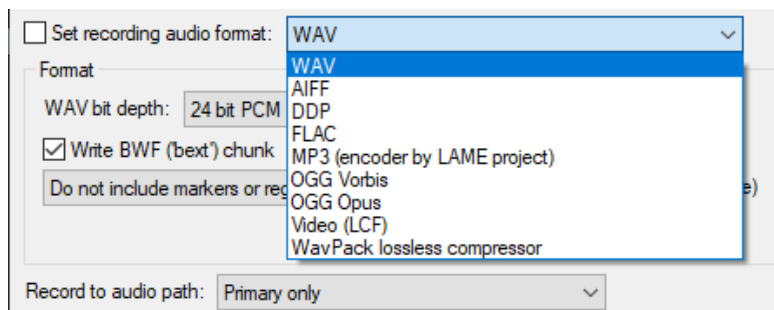 Set recording audio format: WAV
Format
WAV
AIFF
WAV bit depth: 24 bit PCM
DDP
FLAC
Write BWF ('bext') chunk
MP3 (encoder by LAME project)
OGG Vorbis
Do not include markers or reg
e)
OGG Opus
Video (LCF)
WavPack lossless compressor
Record to audio path: Primary only